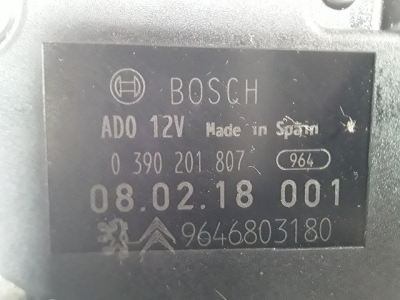 BOSCH
ADO 12V Made in Spain
0 390 201 807 964
08.02.18 001
9646803180